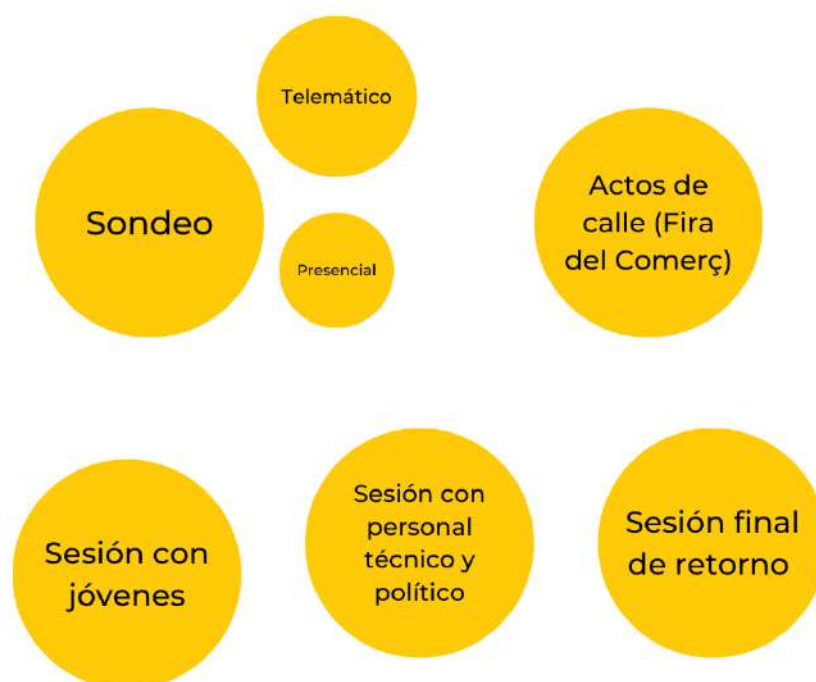 Telemático
Sondeo
Presencial
Actos de
calle (Fira
del Comerç)
Sesión con
jóvenes
Sesión con
personal
técnico y
político
Sesión final
de retorno